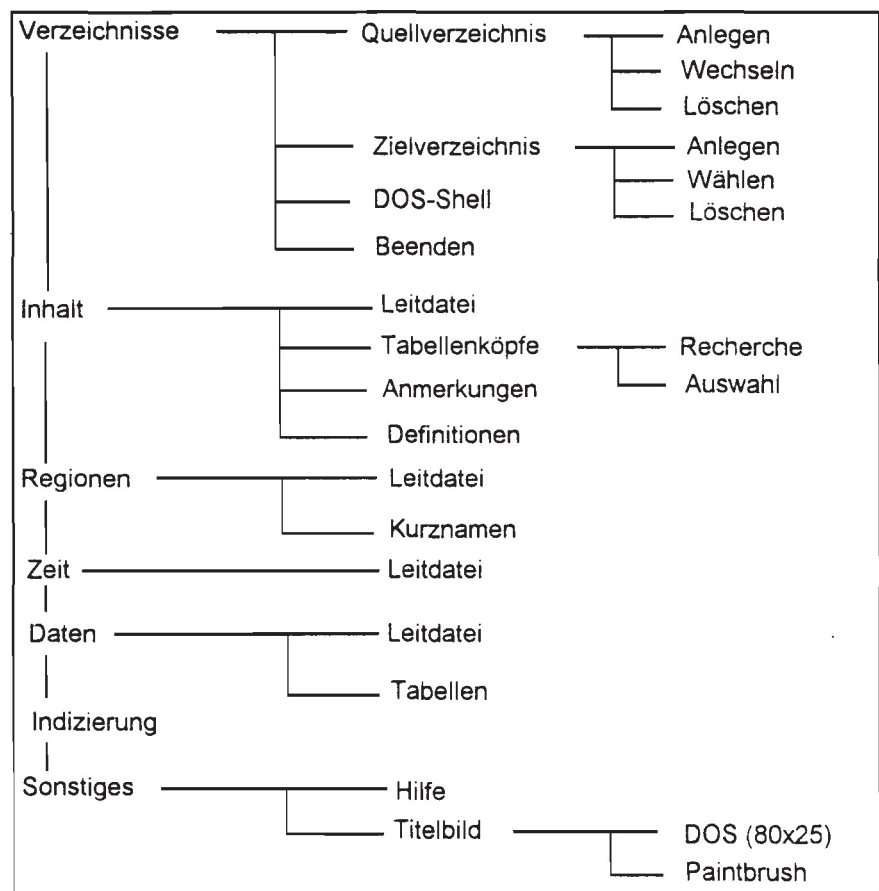 Verzeichnisse Quellverzeichnis Anlegen
Wechseln
Löschen
Zielverzeichnis Anlegen
Wählen
DOS-Shell
Löschen
Beenden
Inhalt Leitdatei
Tabellenköpfe Recherche
Anmerkungen Auswahl
Definitionen
Regionen Leitdatei
Kurznamen
Zeit Leitdatei
Daten Leitdatei
Tabellen
Indizierung
Sonstiges Hilfe
Titelbild DOS (80x25)
Paintbrush